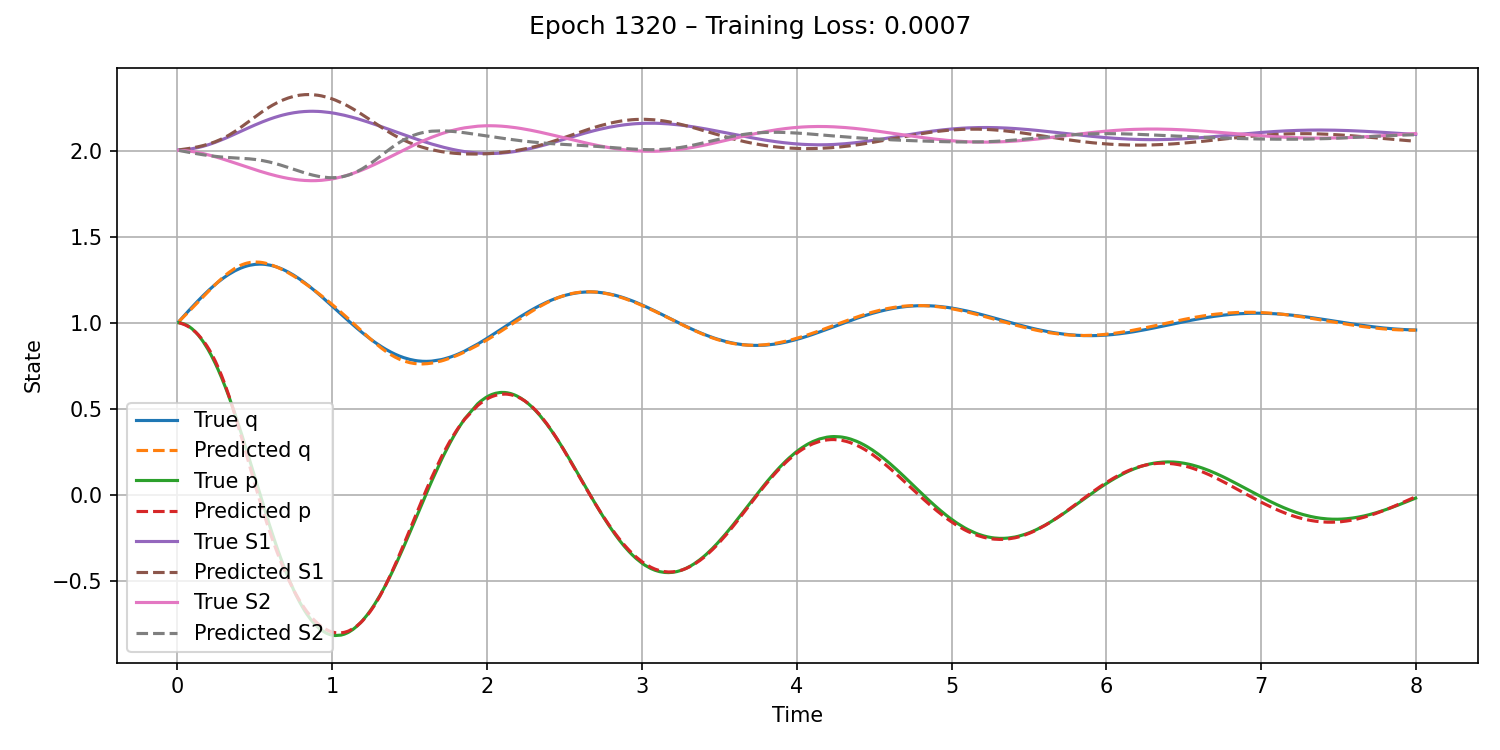 Epoch 1320 – Training Loss: 0.0007
2.0
1.5
1.0
0.5
0.0
−0.5
State
True q
Predicted q
True p
Predicted p
True S1
Predicted S1
True S2
Predicted S2
0 1 2 3 4 5 6 7 8
Time